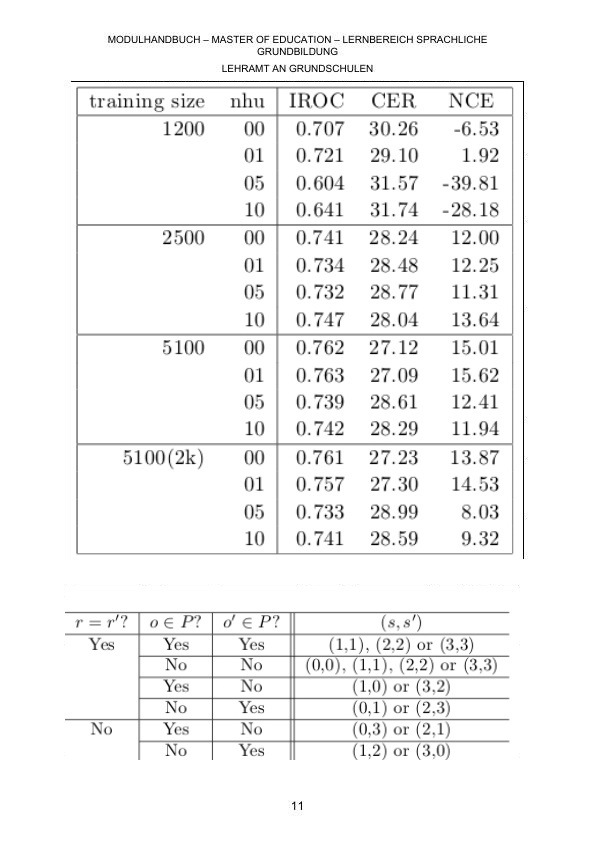 MODULHANDBUCH – MASTER OF EDUCATION – LERNBEREICH SPRACHLICHE
GRUNDBILDUNG
LEHRAMT AN GRUNDSCHULEN
training size nhu IROC CER NCE
1200 00 0.707 30.26 -6.53
01 0.721 29.10 1.92
05 0.604 31.57 -39.81
10 0.641 31.74 -28.18
2500 00 0.741 28.24 12.00
01 0.734 28.48 12.25
05 0.732 28.77 11.31
10 0.747 28.04 13.64
5100 00 0.762 27.12 15.01
01 0.763 27.09 15.62
05 0.739 28.61 12.41
10 0.742 28.29 11.94
5100(2k) 00 0.761 27.23 13.87
01 0.757 27.30 14.53
05 0.733 28.99 8.03
10 0.741 28.59 9.32
r = r′? o ∈ P? o′ ∈ P? (s, s′)
Yes Yes Yes (1,1), (2,2) or (3,3)
No No (0,0), (1,1), (2,2) or (3,3)
Yes No (1,0) or (3,2)
No Yes (0,1) or (2,3)
No Yes No (0,3) or (2,1)
No Yes (1,2) or (3,0)
11